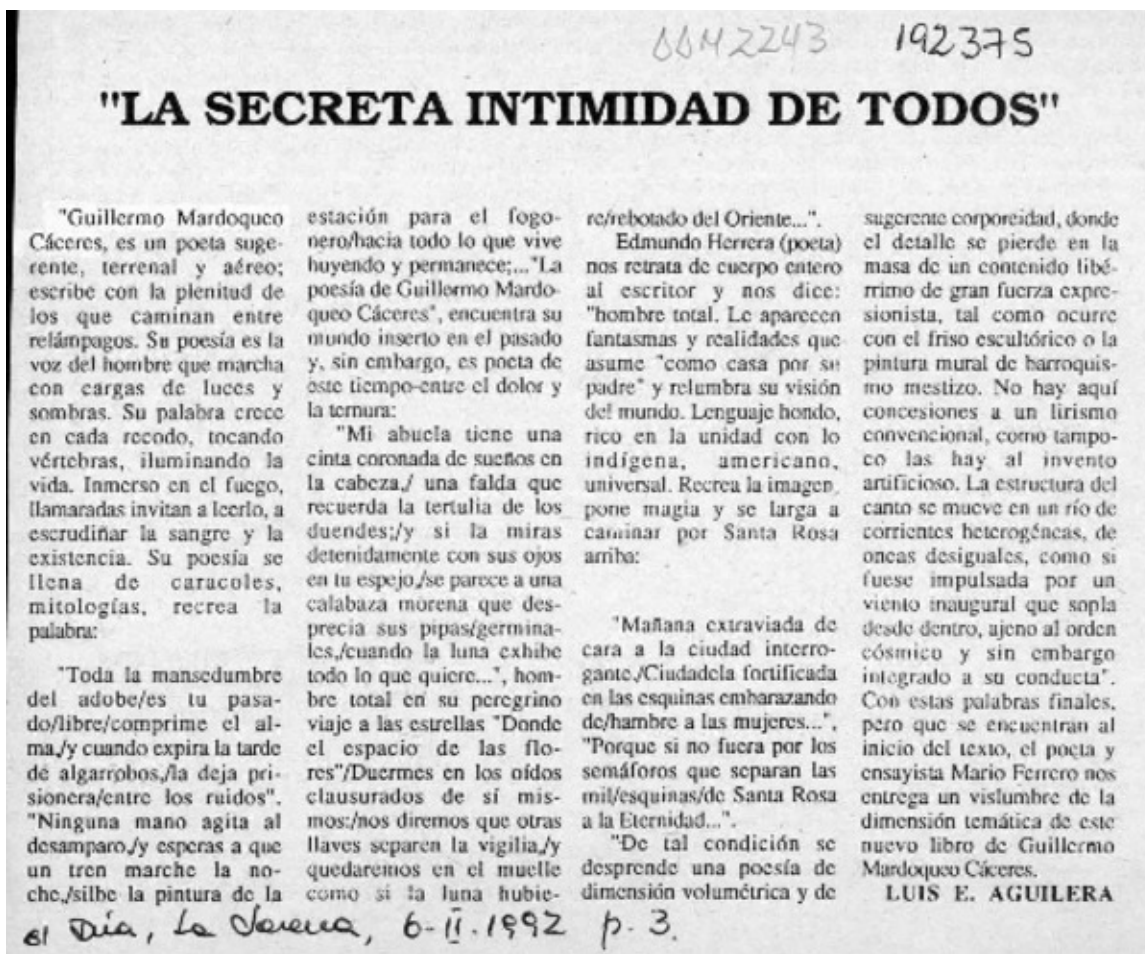 AAM2243 192375
"LA SECRETA INTIMIDAD DE TODOS"
"Guillermo Mardoqueo
Cáceres, es un poeta suge-
rente, terrenal y aéreo;
escribe con la plenitud de
los que caminan entre
relámpagos. Su poesía es la
voz del hombre que marcha
con cargas de luces y
sombras. Su palabra crece
en cada recodo, tocando
vértebras, iluminando la
vida. Inmerso en el fuego,
llamaradas invitan a leerlo, a
escrudiñar la sangre y la
existencia. Su poesía se
llena de caracoles,
mitologías, recrea la
palabra:
"Toda la mansedumbre
del adobe/es tu pasa-
do/libre/comprime el al-
ma,/y cuando expira la tarde
de algarrobos,/la deja pri-
sionera/entre los ruidos".
"Ninguna mano agita al
desamparo,/y esperas a que
un tren marche la no-
che,/silbe la pintura de la
estación para el fogo-
nero/hacia todo lo que vive
huyendo y permanece;..."La
poesía de Guillermo Mardo-
queo Cáceres", encuentra su
mundo inserto en el pasado
y, sin embargo, es poeta de
este tiempo-entre el dolor y
la ternura:
"Mi abuela tiene una
cinta coronada de sueños en
la cabeza,/ una falda que
recuerda la tertulia de los
duendes;/y si la miras
detenidamente con sus ojos
en tu espejo,/se parece a una
calabaza morena que des-
precia sus pipas/germina-
les,/cuando la luna exhibe
todo lo que quiere...", hom-
bre total en su peregrino
viaje a las estrellas "Donde
el espacio de las flo-
res"/Duermes en los oídos
clausurados de sí mis-
mos:/nos diremos que otras
llaves separen la vigilia,/y
quedaremos en el muelle
como si la luna hubie-
re/rebotado del Oriente...".
Edmundo Herrera (poeta)
nos retrata de cuerpo entero
al escritor y nos dice:
"hombre total. Le aparecen
fantasmas y realidades que
asume "como casa por su
padre" y relumbra su visión
del mundo. Lenguaje hondo,
rico en la unidad con lo
indígena, americano,
universal. Recrea la imagen,
pone magia y se larga a
caminar por Santa Rosa
arriba:
"Mañana extraviada de
cara a la ciudad interro-
gante,/Ciudadela fortificada
en las esquinas embarazando
de/hambre a las mujeres...",
"Porque si no fuera por los
semáforos que separan las
mil/esquinas/de Santa Rosa
a la Eternidad...".
"De tal condición se
desprende una poesía de
dimensión volumétrica y de
sugerente corporeidad, donde
el detalle se pierde en la
masa de un contenido libé-
rrimo de gran fuerza expre-
sionista, tal como ocurre
con el friso escultórico o la
pintura mural de barroquis-
mo mestizo. No hay aquí
concesiones a un lirismo
convencional, como tampo-
co las hay al invento
artificioso. La estructura del
canto se mueve en un río de
corrientes heterogéneas, de
oneas desiguales, como si
fuese impulsada por un
viento inaugural que sopla
desde dentro, ajeno al orden
cósmico y sin embargo
integrado a su conducta".
Con estas palabras finales,
pero que se encuentran al
inicio del texto, el poeta y
ensayista Mario Ferrero nos
entrega un vislumbre de la
dimensión temática de este
nuevo libro de Guillermo
Mardoqueo Cáceres.
LUIS E. AGUILERA
El Día, La Serena, 6-II-1992 p. 3.